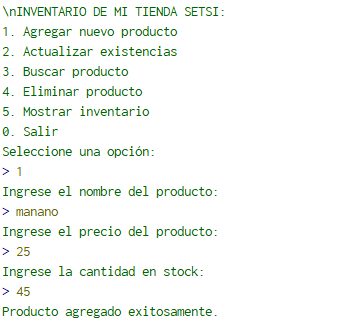 \nINVENTARIO DE MI TIENDA SETSI:
1. Agregar nuevo producto
2. Actualizar existencias
3. Buscar producto
4. Eliminar producto
5. Mostrar inventario
0. Salir
Seleccione una opción:
> 1
Ingrese el nombre del producto:
> manano
Ingrese el precio del producto:
> 25
Ingrese la cantidad en stock:
> 45
Producto agregado exitosamente.